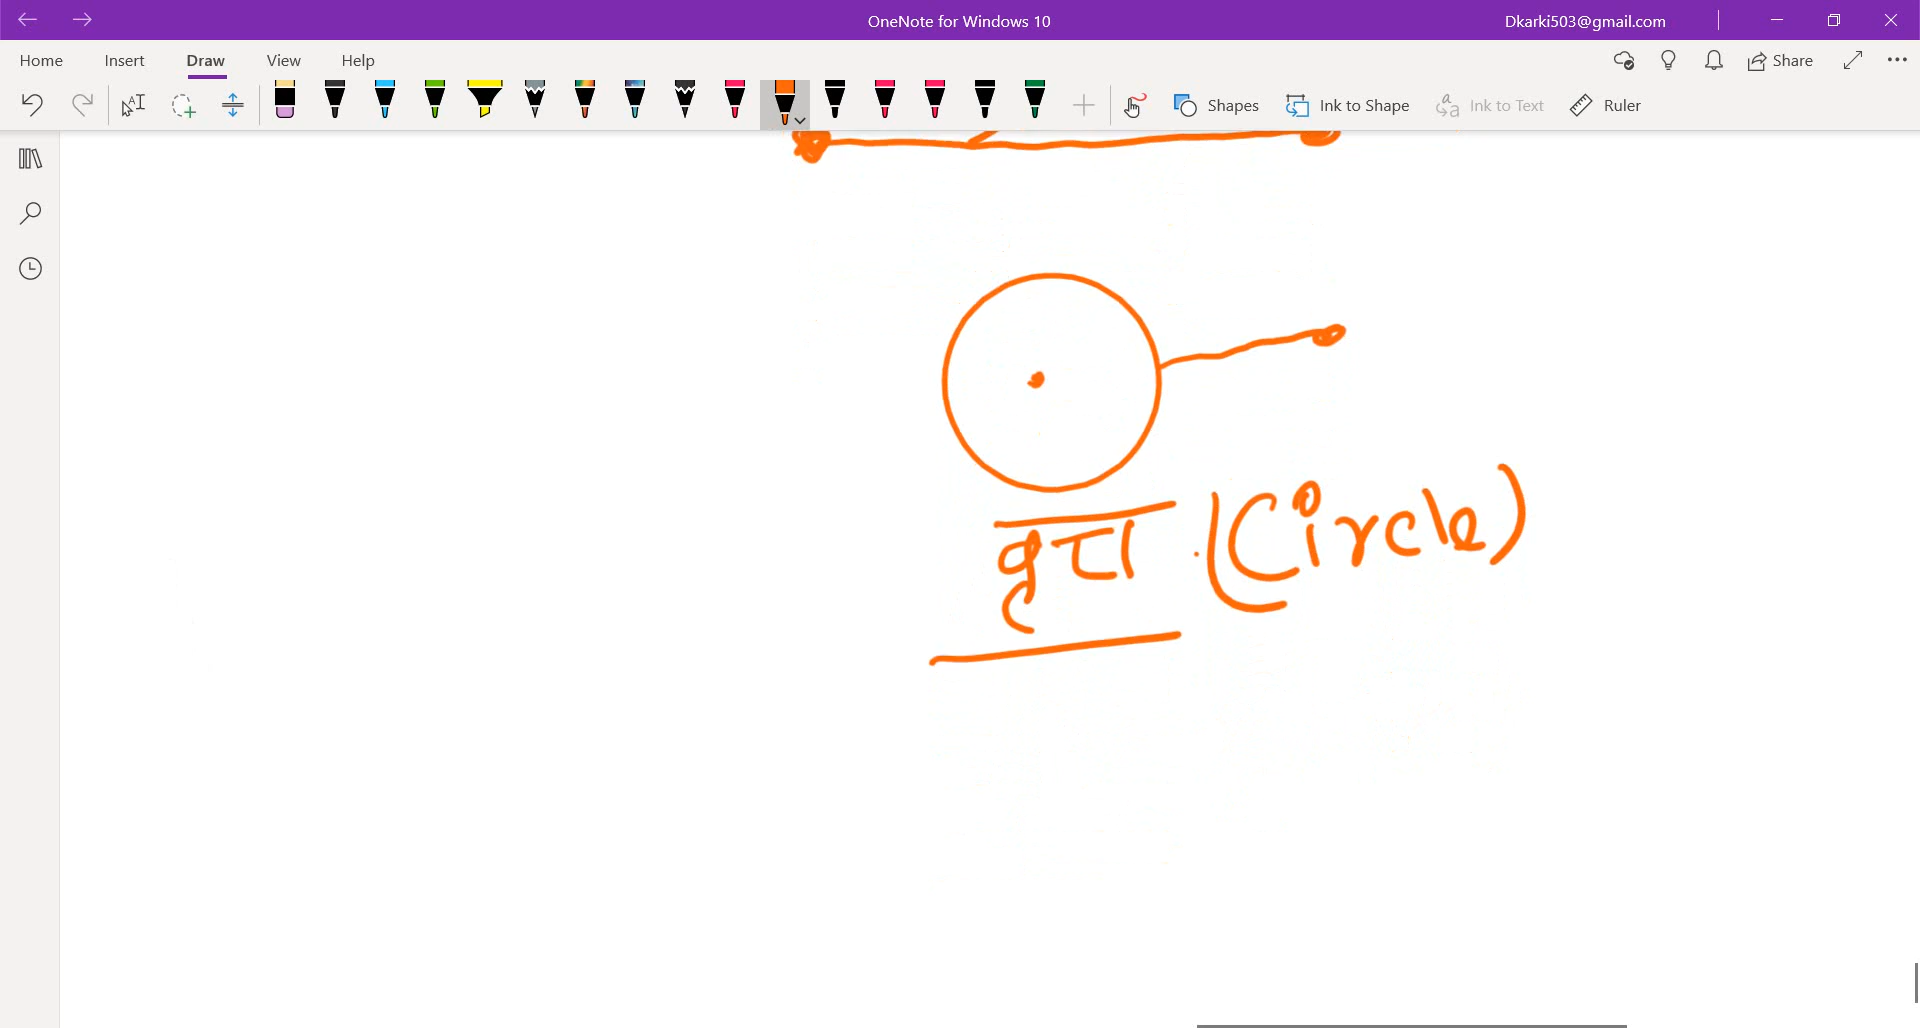 OneNote for Windows 10
Dkarki503@gmail.com
Home Insert Draw View Help
Share
Shapes Ink to Shape Ink to Text Ruler
वृत्त (Circle)